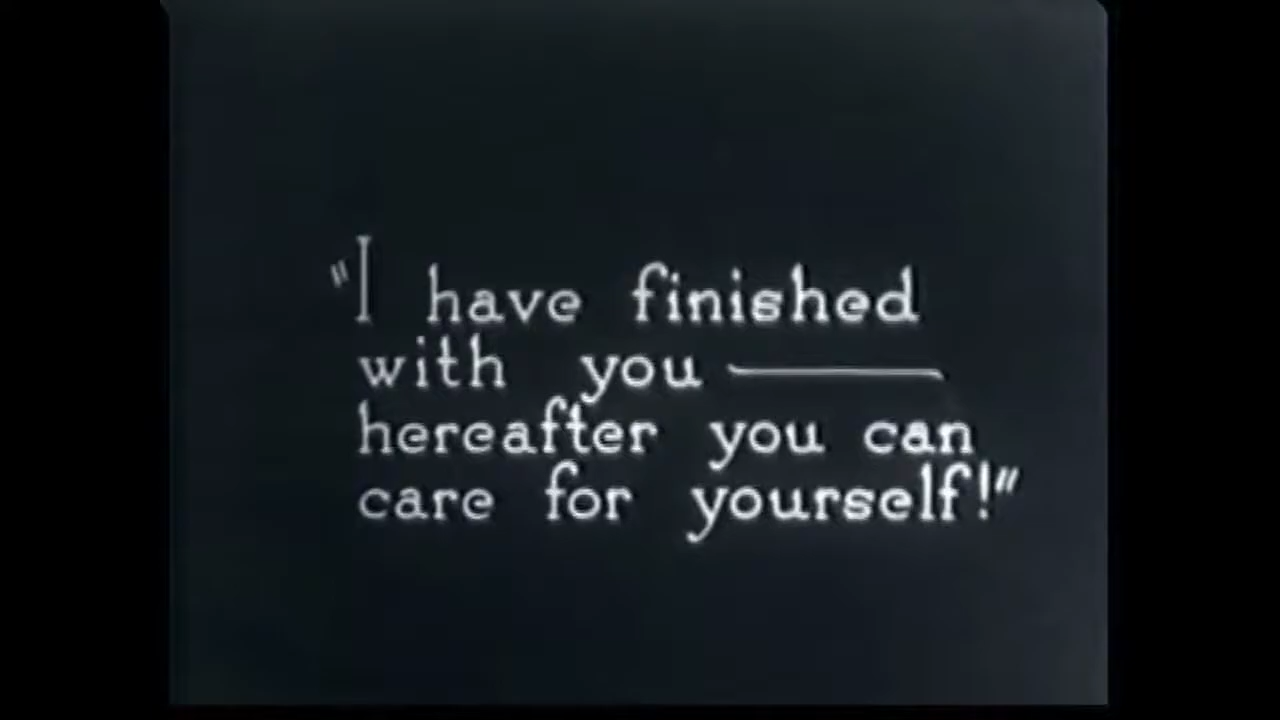 "I have finished
with you ——
hereafter you can
care for yourself!"